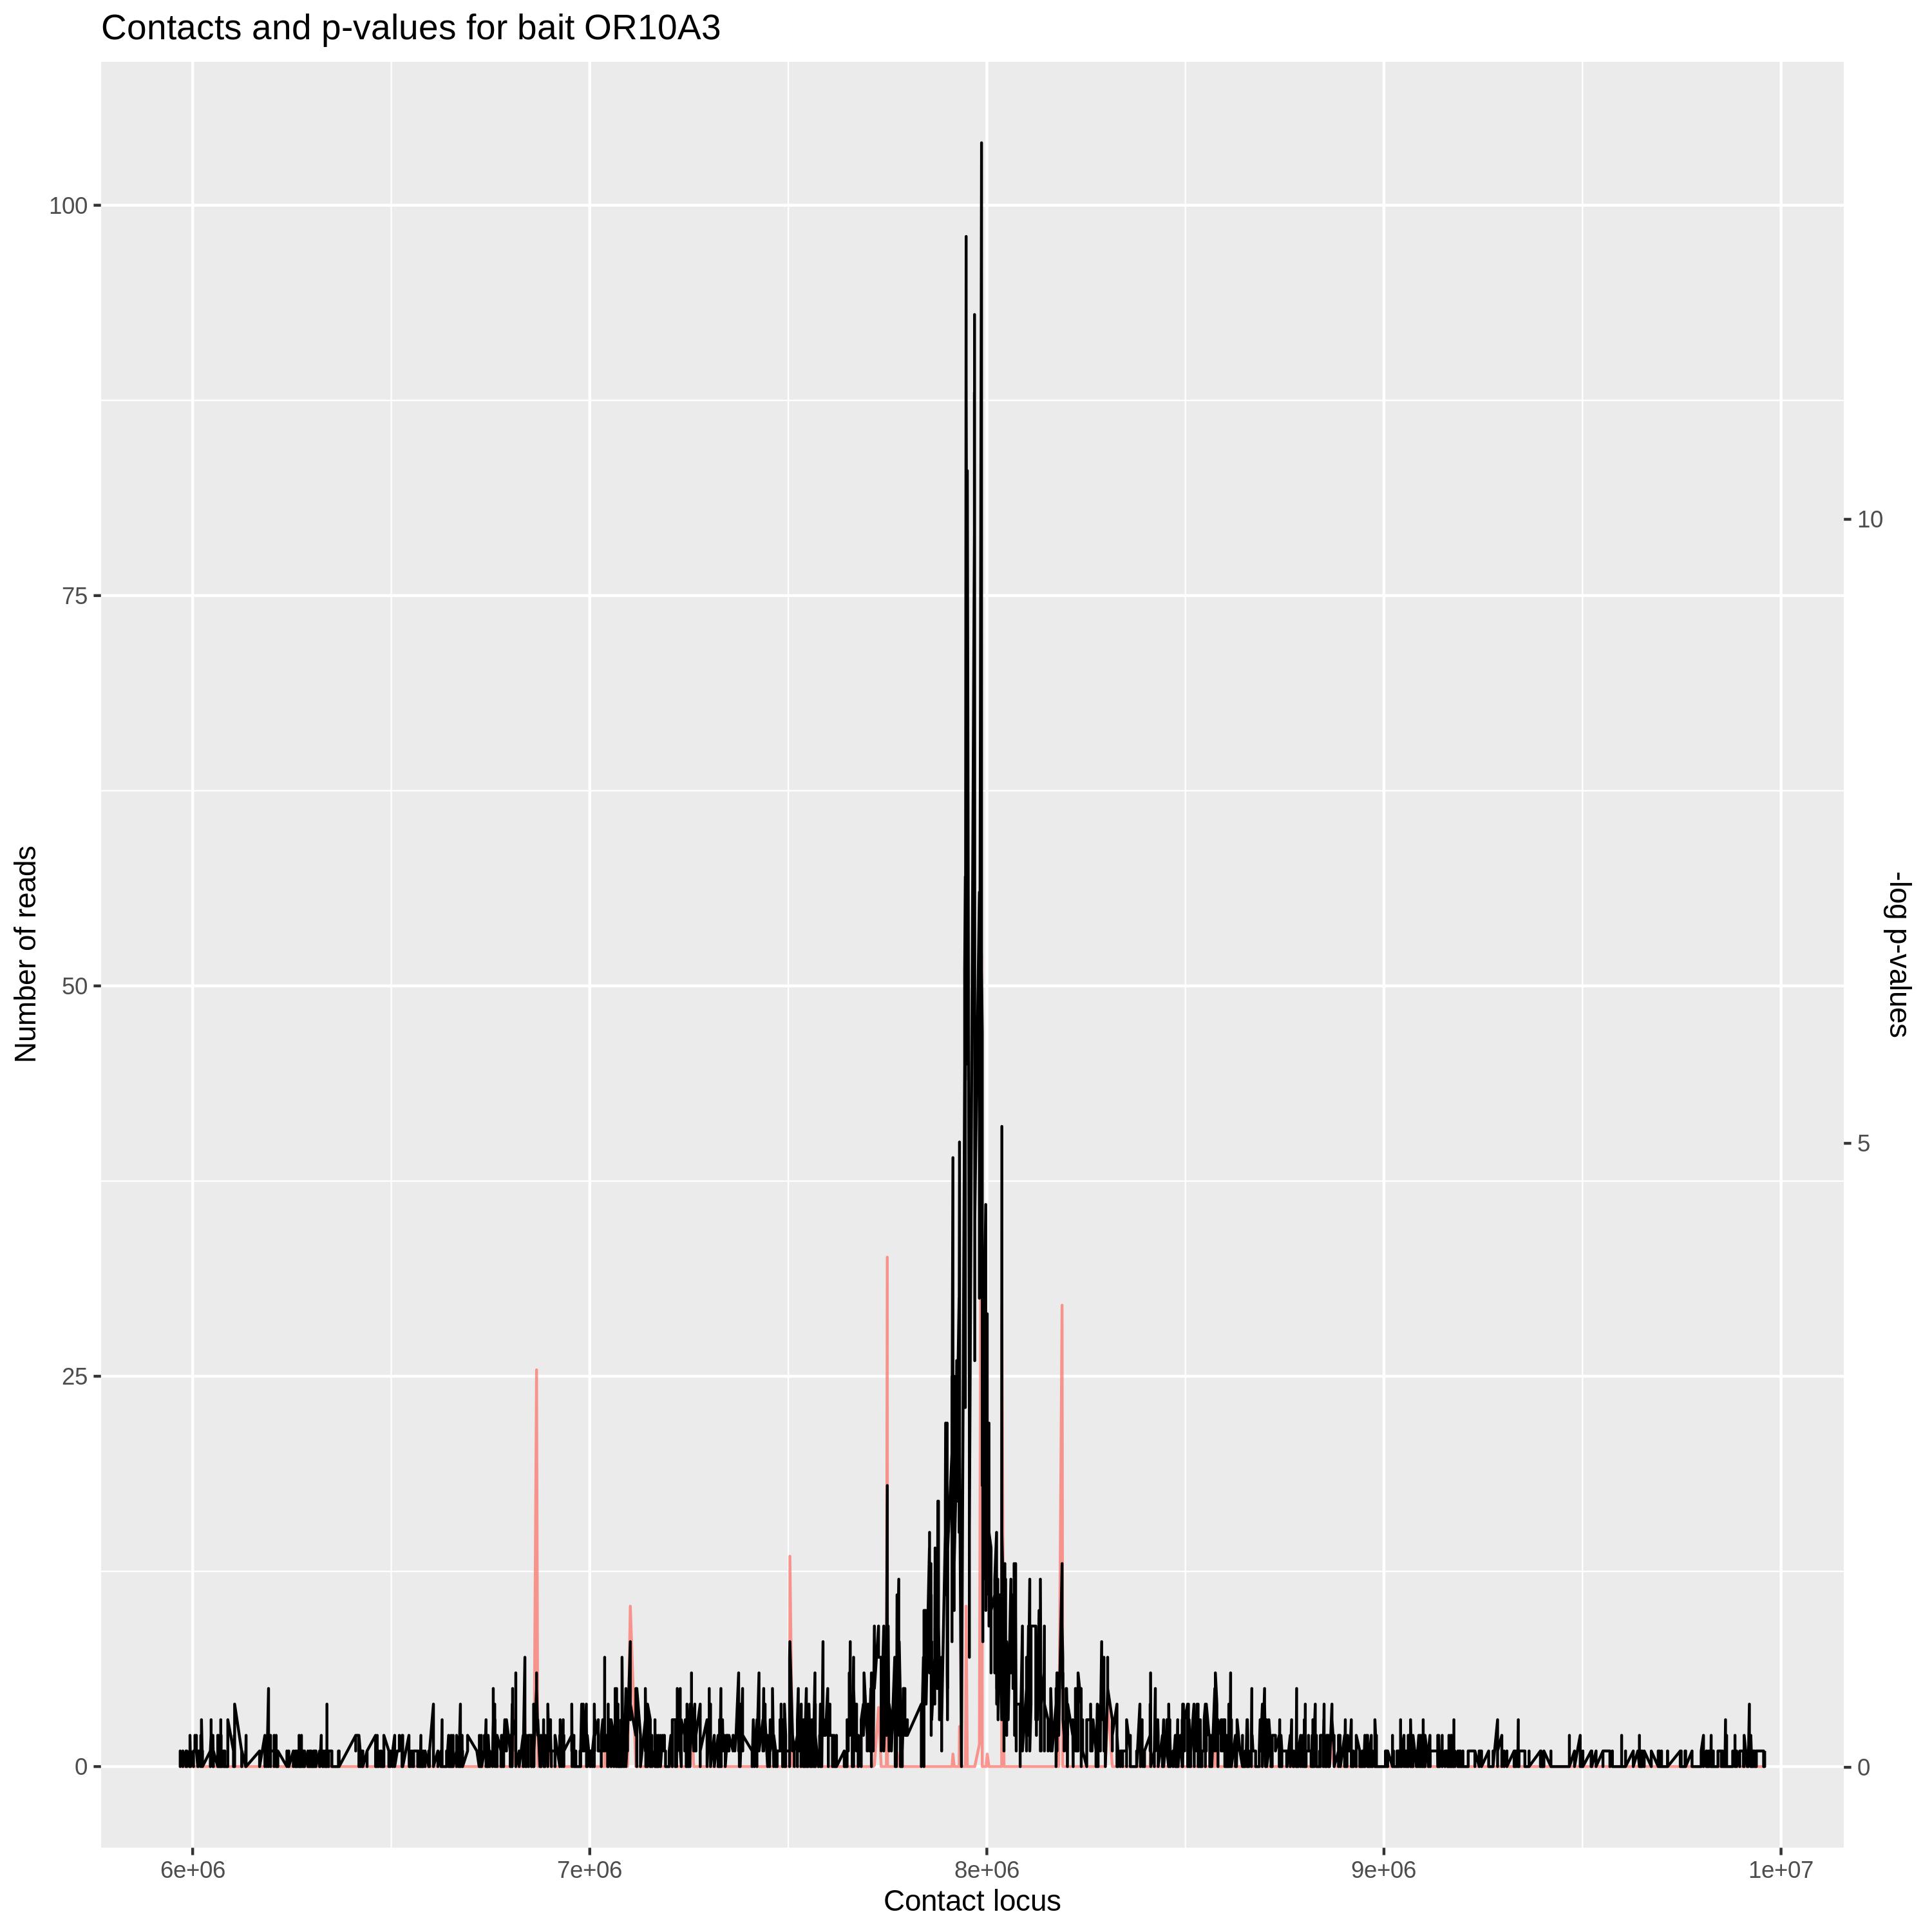 Contacts and p-values for bait OR10A3
100
75
50
25
0
Number of reads
10
5
0
-log p-values
6e+06
7e+06
8e+06
9e+06
1e+07
Contact locus